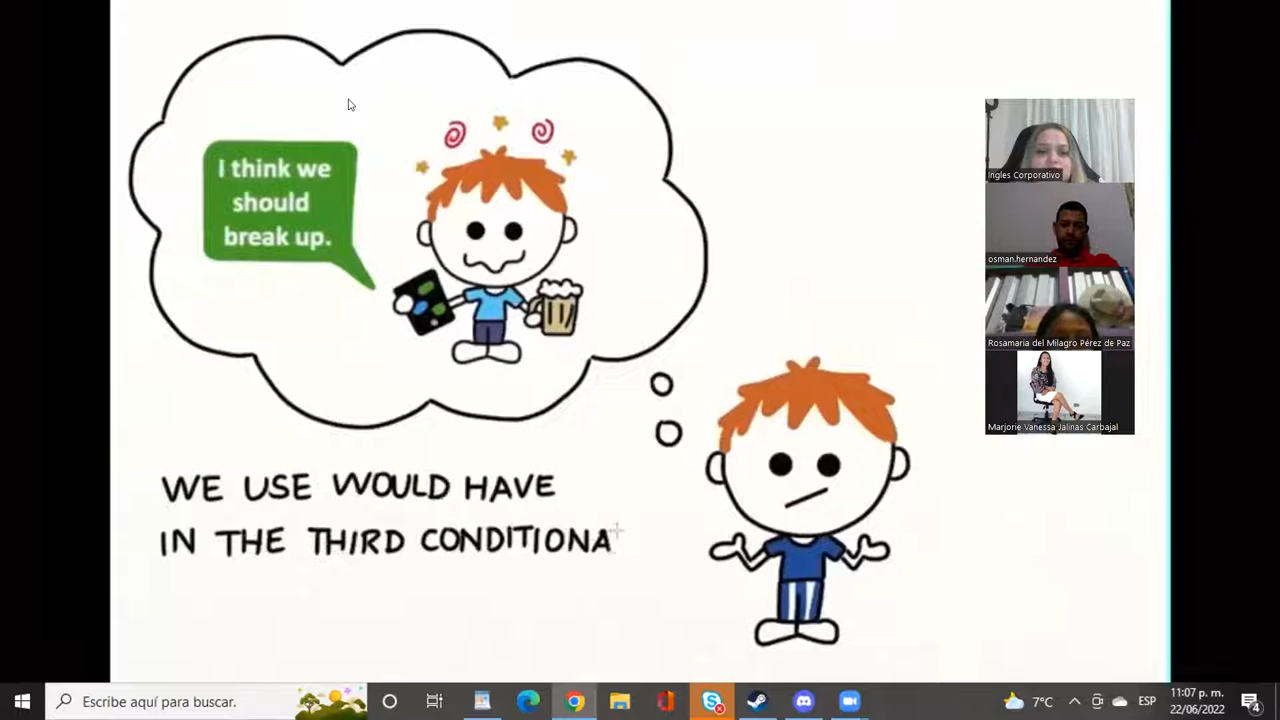 I think we
should
break up.
WE USE WOULD HAVE
IN THE THIRD CONDITIONA
Ingles Corporativo
osman.hernandez
Rosamaria del Milagro Pérez de Paz
Marjorie Vanessa Jalinas Carbajal
Escribe aquí para buscar.
7°C
ESP
11:07 p. m.
22/06/2022
4